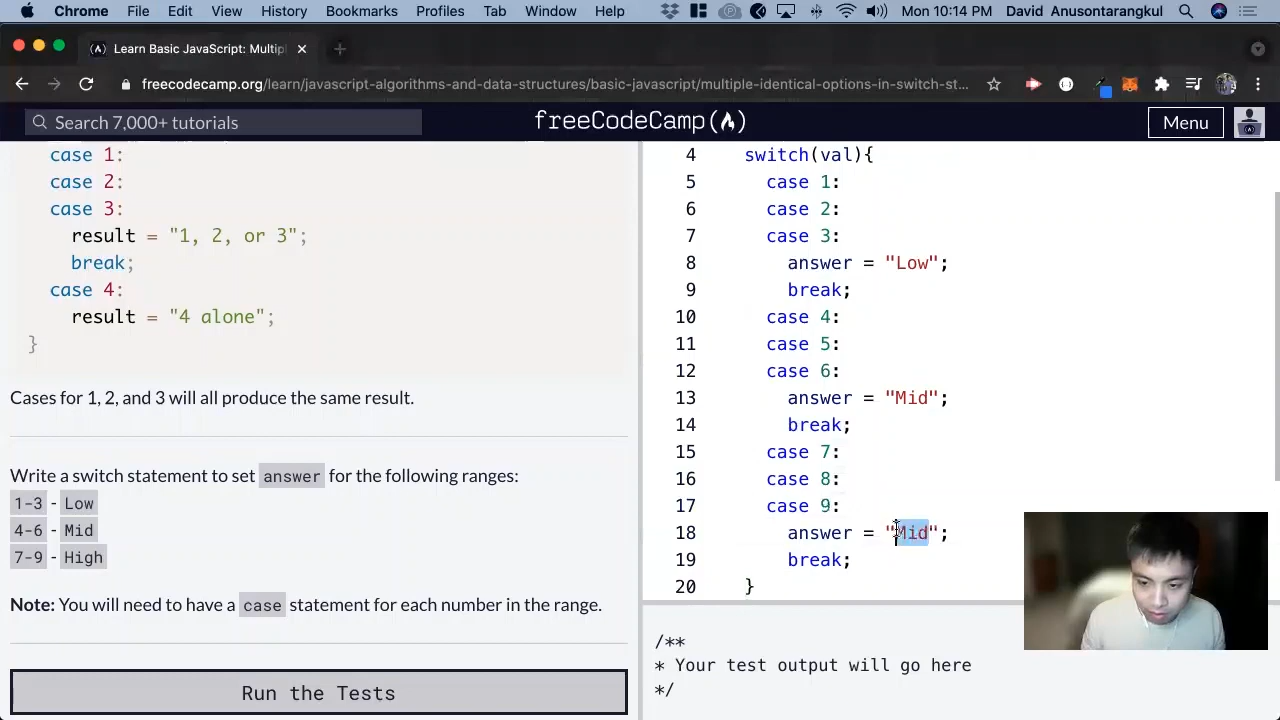 Chrome File Edit View History Bookmarks Profiles Tab Window Help Mon 10:14 PM David Anusontarangkul
Learn Basic JavaScript: Multipl
freecodecamp.org/learn/javascript-algorithms-and-data-structures/basic-javascript/multiple-identical-options-in-switch-st...
Search 7,000+ tutorials
freeCodeCamp
Menu
case 1:
case 2:
case 3:
result = "1, 2, or 3";
break;
case 4:
result = "4 alone";
}
Cases for 1, 2, and 3 will all produce the same result.
Write a switch statement to set answer for the following ranges:
1-3 - Low
4-6 - Mid
7-9 - High
Note: You will need to have a case statement for each number in the range.
Run the Tests
4 switch(val){
5 case 1:
6 case 2:
7 case 3:
8 answer = "Low";
9 break;
10 case 4:
11 case 5:
12 case 6:
13 answer = "Mid";
14 break;
15 case 7:
16 case 8:
17 case 9:
18 answer = "Mid";
19 break;
20 }
/**
* Your test output will go here
*/